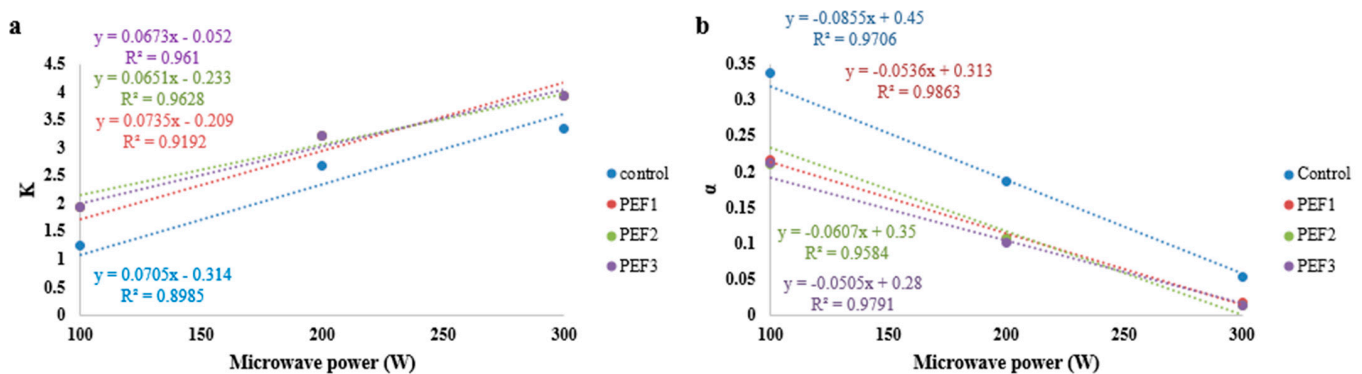 a
y = 0.0673x - 0.052
R² = 0.961
y = 0.0651x - 0.233
R² = 0.9628
y = 0.0735x - 0.209
R² = 0.9192
y = 0.0705x - 0.314
R² = 0.8985
4.5
4
3.5
3
2.5
2
1.5
1
0.5
0
K
100
150
200
250
300
Microwave power (W)
control
PEF1
PEF2
PEF3
b
y = -0.0855x + 0.45
R² = 0.9706
y = -0.0536x + 0.313
R² = 0.9863
y = -0.0607x + 0.35
R² = 0.9584
y = -0.0505x + 0.28
R² = 0.9791
0.35
0.3
0.25
0.2
0.15
0.1
0.05
0
α
100
150
200
250
300
Microwave power (W)
Control
PEF1
PEF2
PEF3